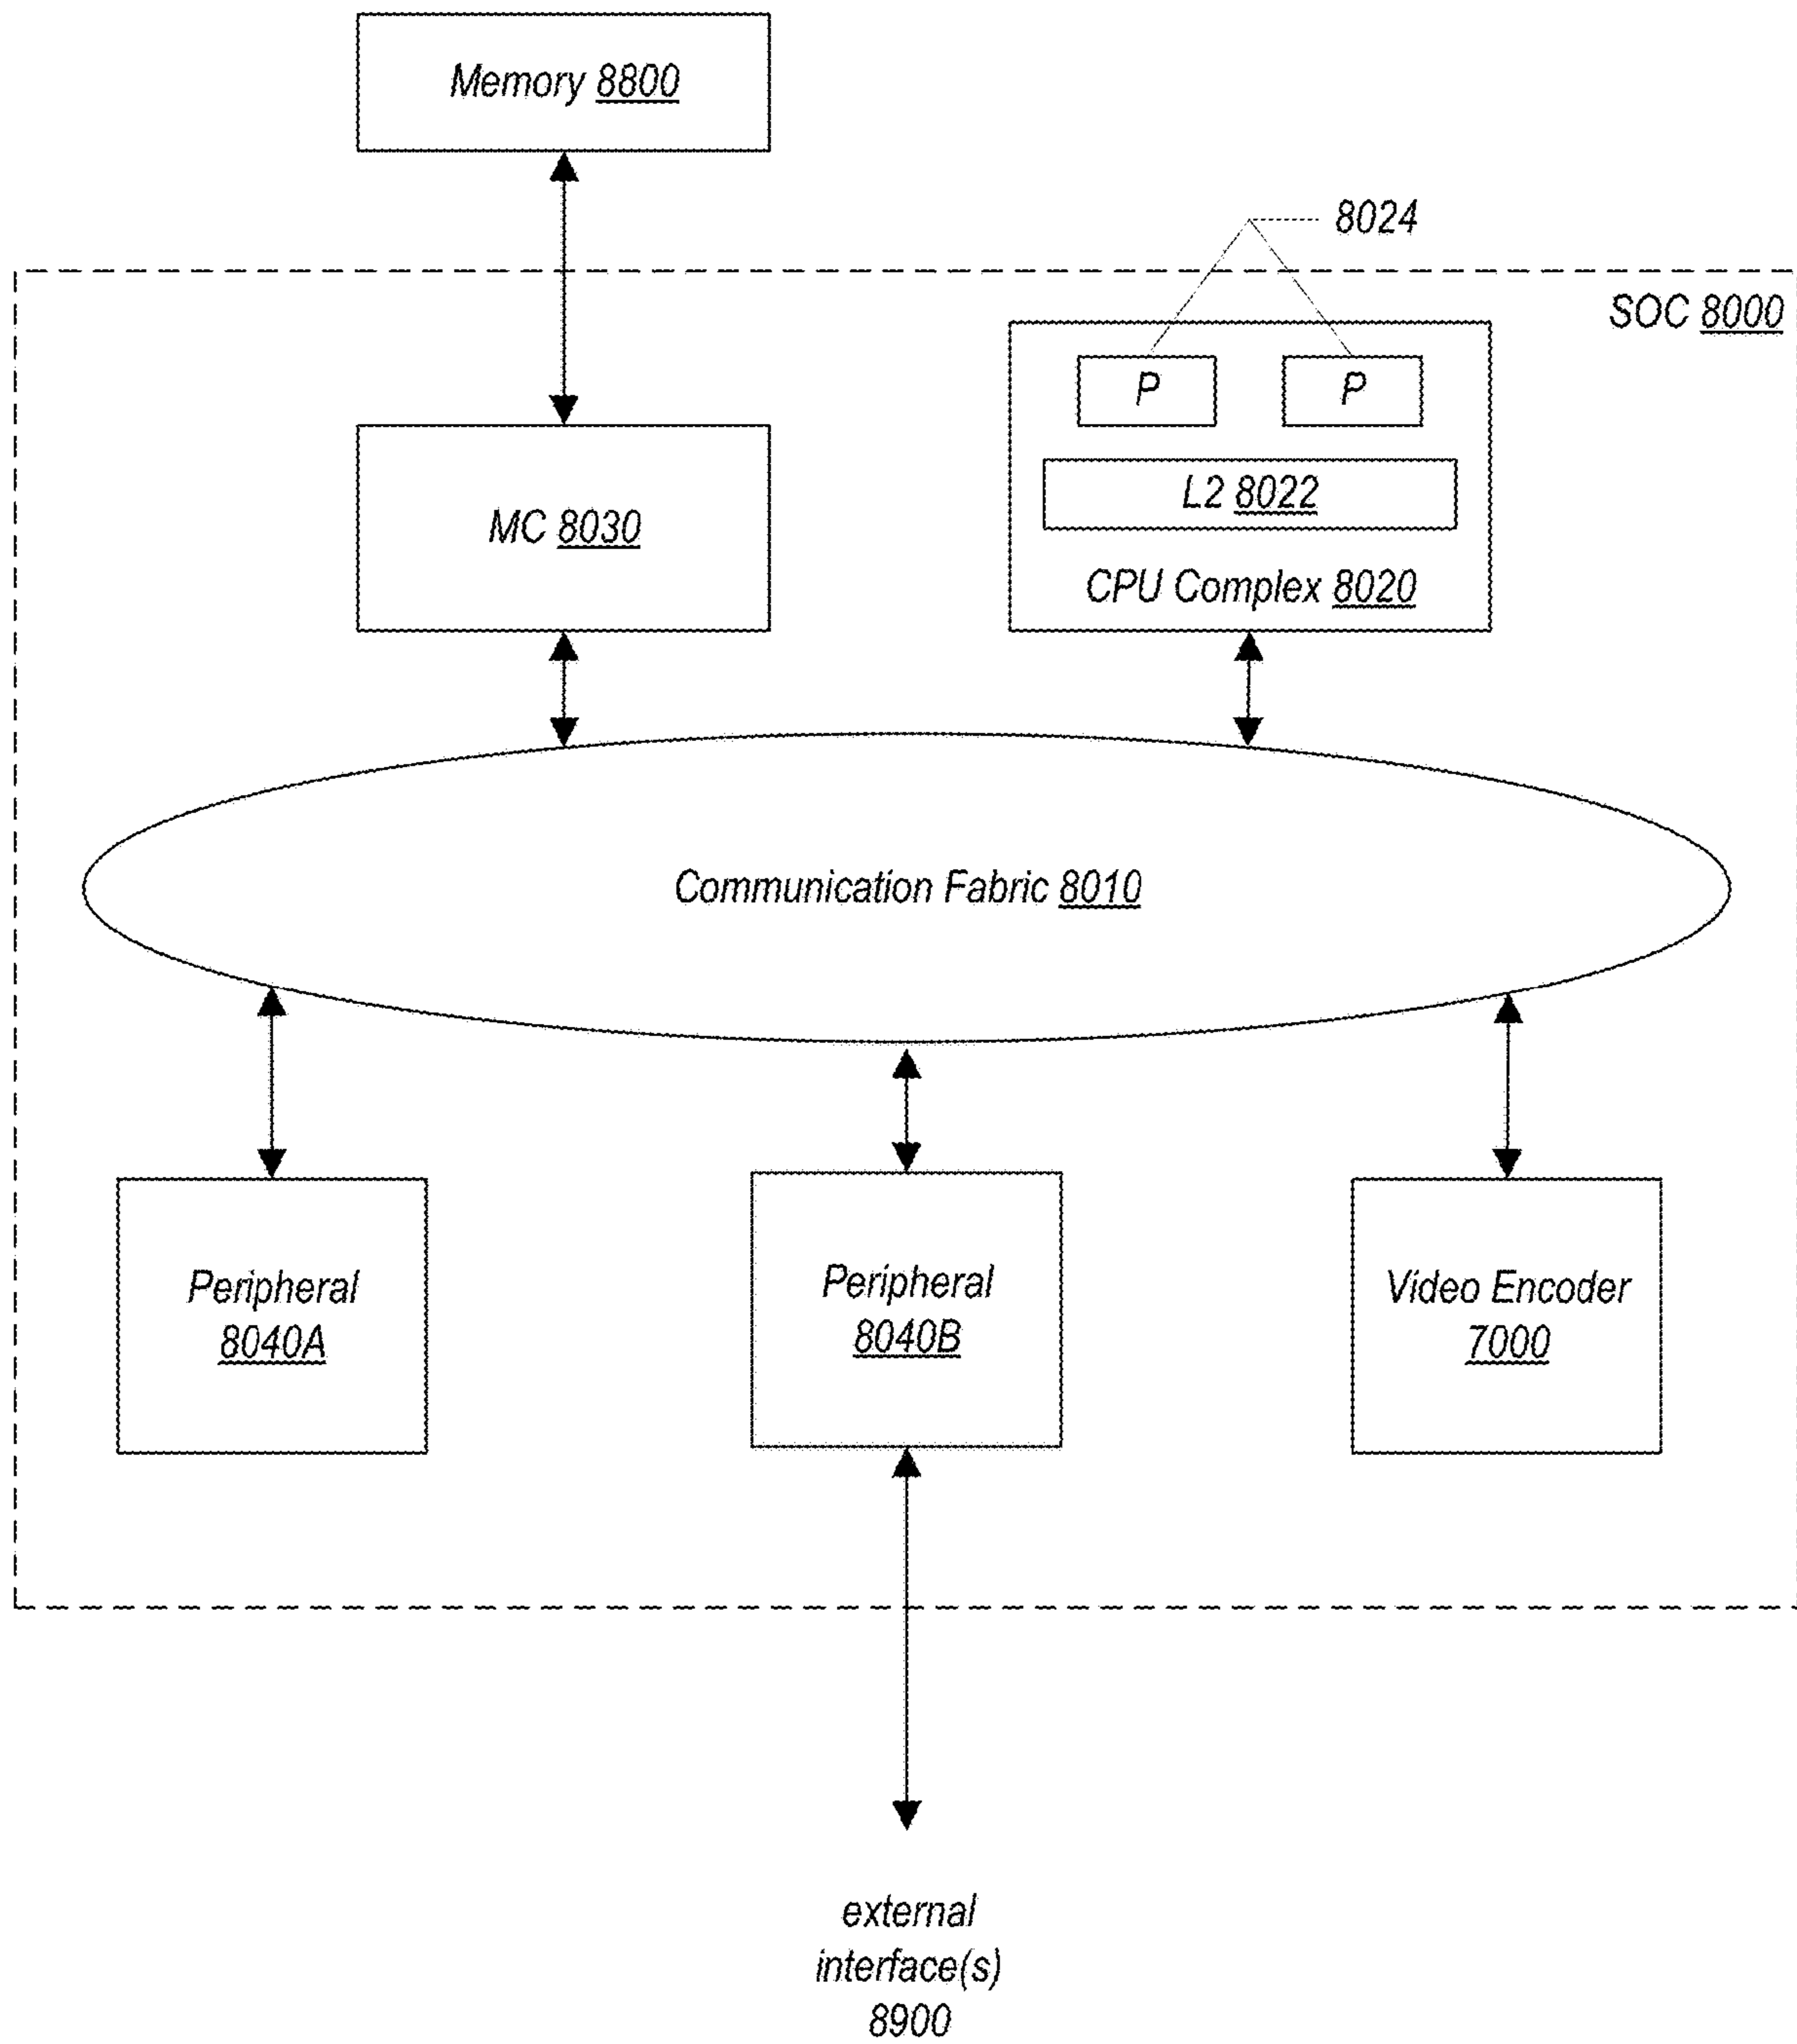 Memory 8800
8024
SOC 8000
P P
L2 8022
MC 8030
CPU Complex 8020
Communication Fabric 8010
Peripheral
8040A
Peripheral
8040B
Video Encoder
7000
external
interface(s)
8900